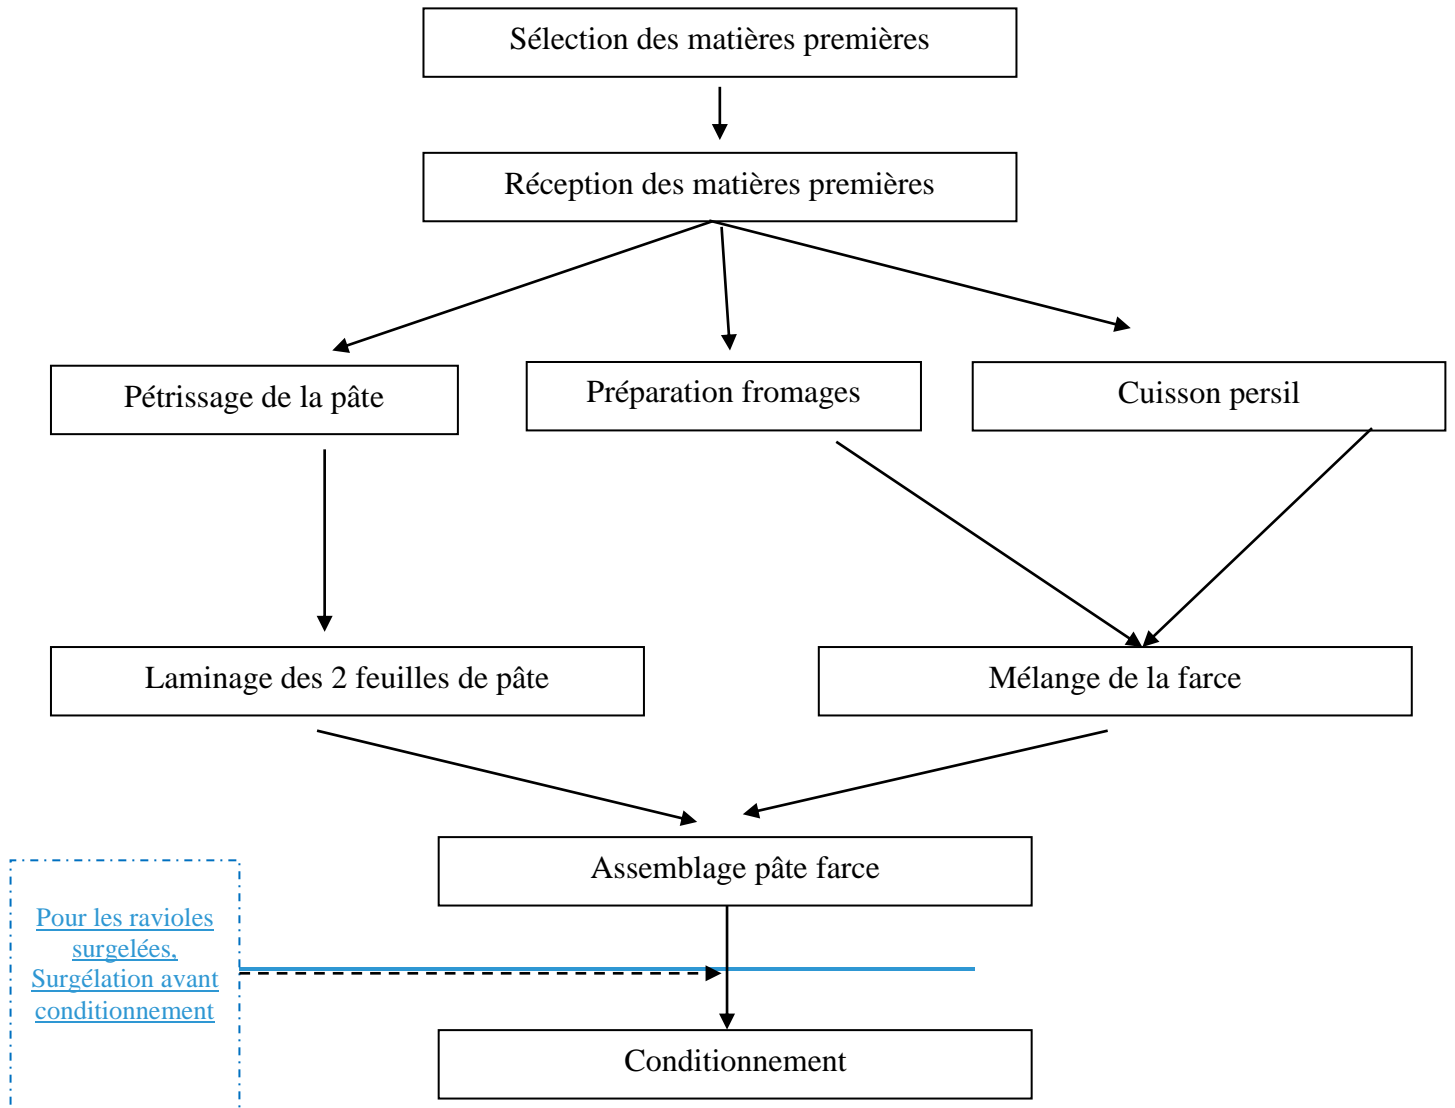 Sélection des matières premières
Réception des matières premières
Pétrissage de la pâte
Préparation fromages
Cuisson persil
Laminage des 2 feuilles de pâte
Mélange de la farce
Assemblage pâte farce
Pour les ravioles
surgelées,
Surgélation avant
conditionnement
Conditionnement